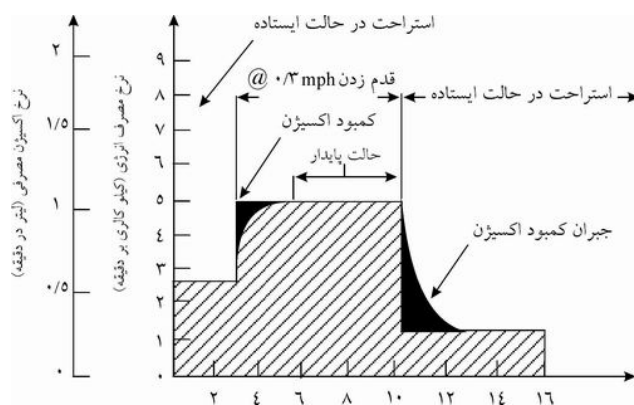 استراحت در حالت ایستاده
قدم زدن ۰/۳ mph @
استراحت در حالت ایستاده
کمبود اکسیژن
حالت پایدار
جبران کمبود اکسیژن
نرخ اکسیژن مصرفی (لیتر در دقیقه)
۲
۱/۵
۱
۰/۵
۰
نرخ مصرف انرژی (کیلو کالری بر دقیقه)
۹
۸
۷
۶
۵
۴
۳
۲
۱
۰
۲ ۴ ۶ ۸ ۱۰ ۱۲ ۱۴ ۱۶